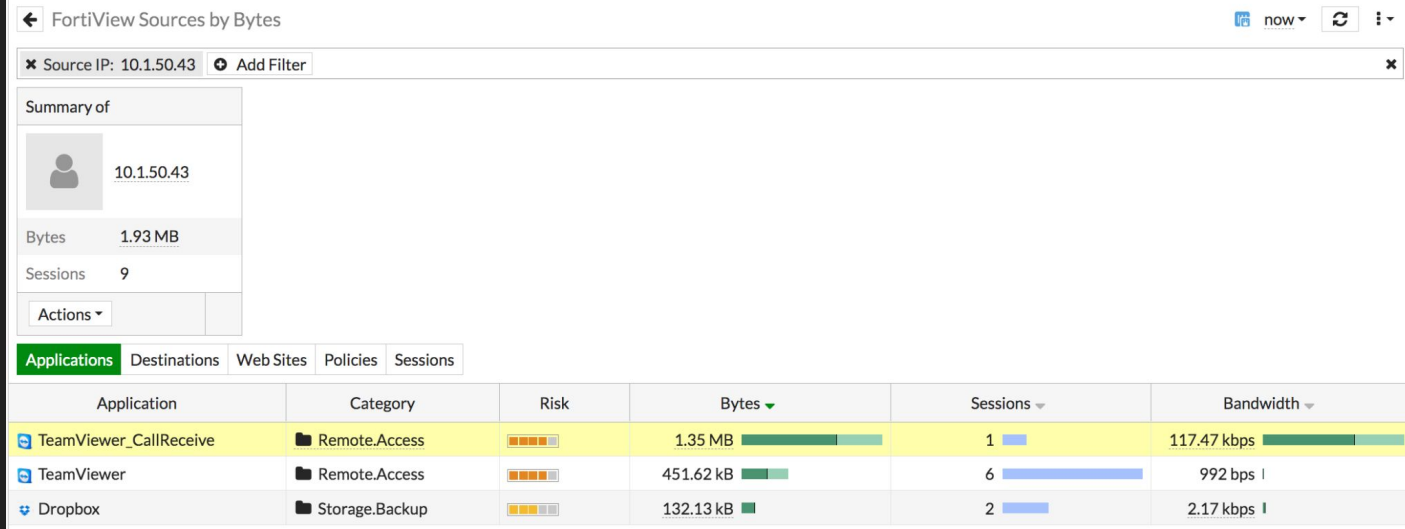 FortiView Sources by Bytes now
Source IP: 10.1.50.43 Add Filter
Summary of
10.1.50.43
Bytes 1.93 MB
Sessions 9
Actions
Applications Destinations Web Sites Policies Sessions
Application Category Risk Bytes Sessions Bandwidth
TeamViewer_CallReceive Remote.Access 1.35 MB 1 117.47 kbps
TeamViewer Remote.Access 451.62 kB 6 992 bps
Dropbox Storage.Backup 132.13 kB 2 2.17 kbps